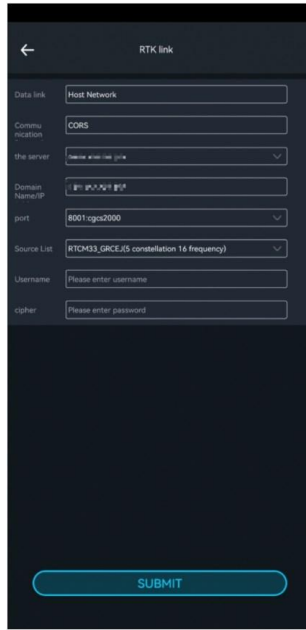 RTK link
Data link
Host Network
Commu
nication
CORS
the server
Domain
Name/IP
port
8001:cgcs2000
Source List
RTCM33_GRCEJ(5 constellation 16 frequency)
Username
Please enter username
cipher
Please enter password
SUBMIT